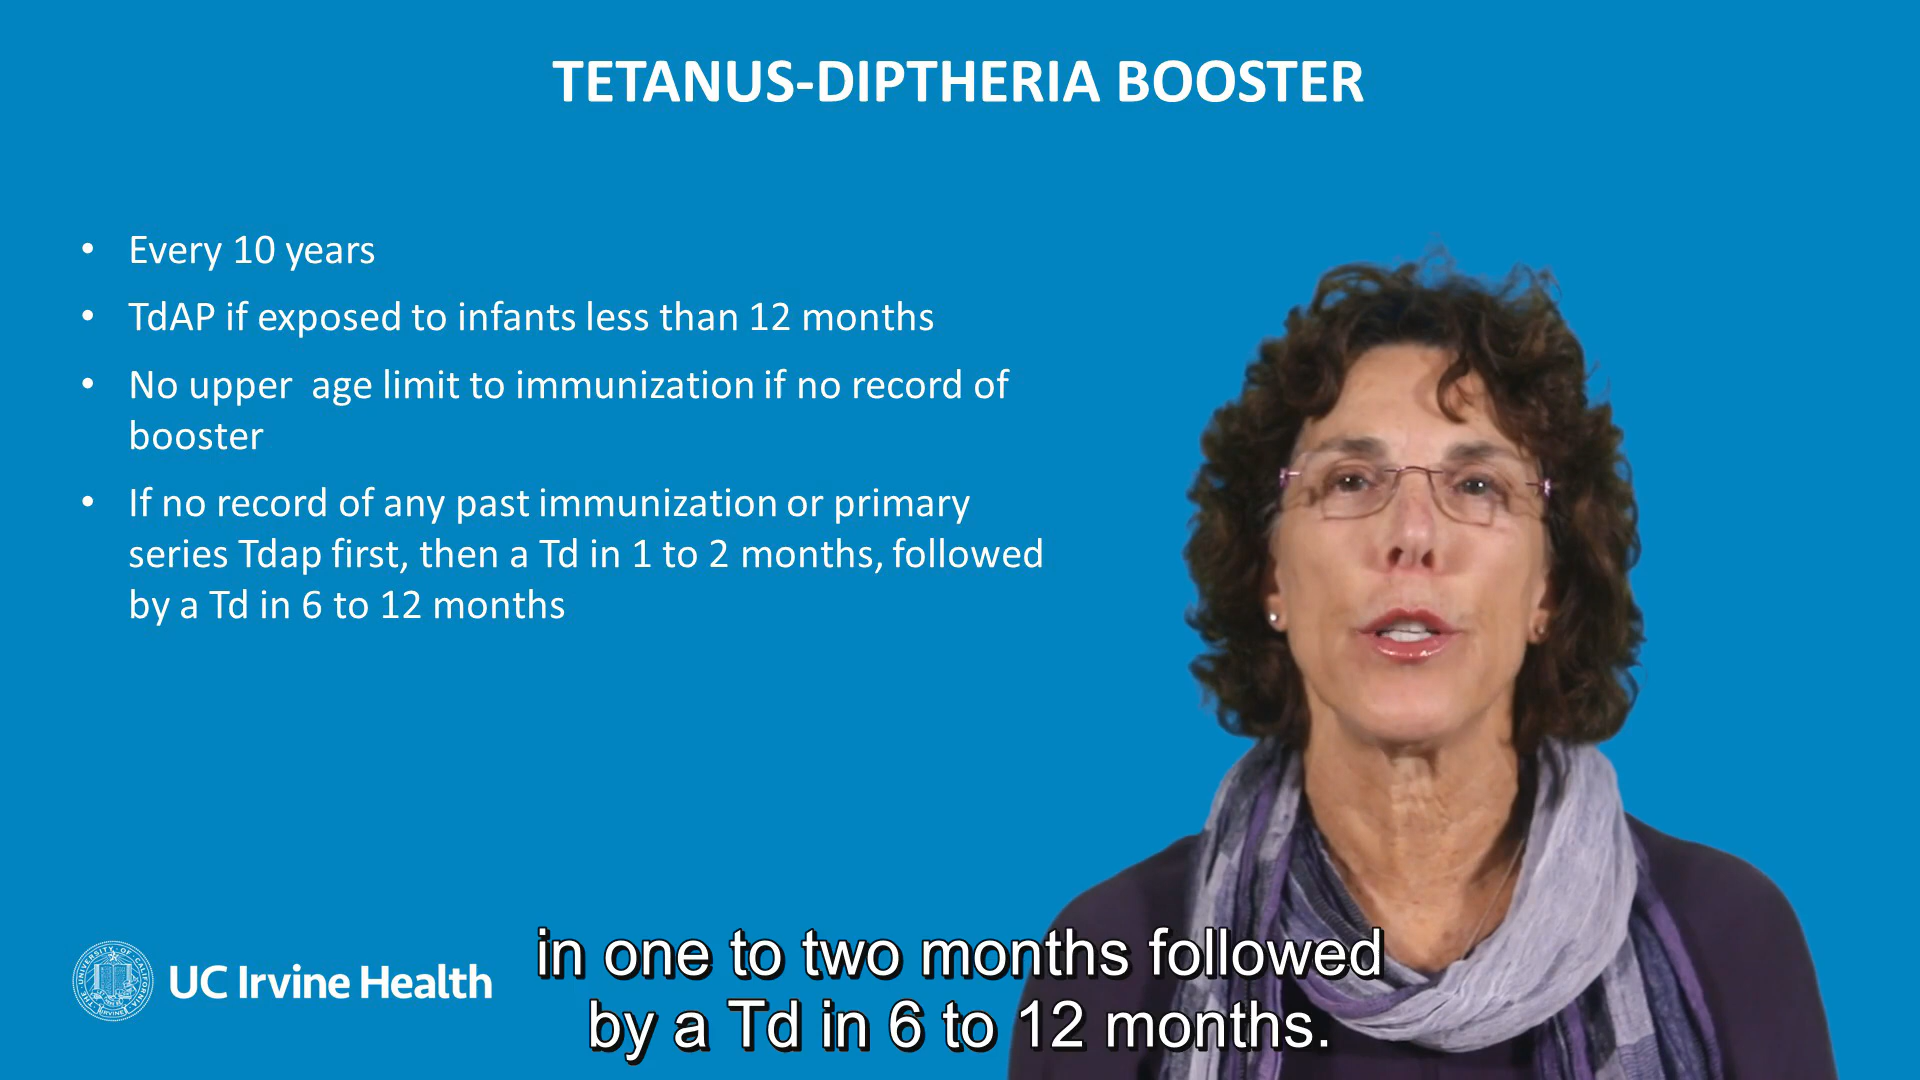 TETANUS-DIPTHERIA BOOSTER
• Every 10 years
• TdAP if exposed to infants less than 12 months
• No upper  age limit to immunization if no record of
booster
• If no record of any past immunization or primary
series Tdap first, then a Td in 1 to 2 months, followed
by a Td in 6 to 12 months
UC Irvine Health
in one to two months followed
by a Td in 6 to 12 months.